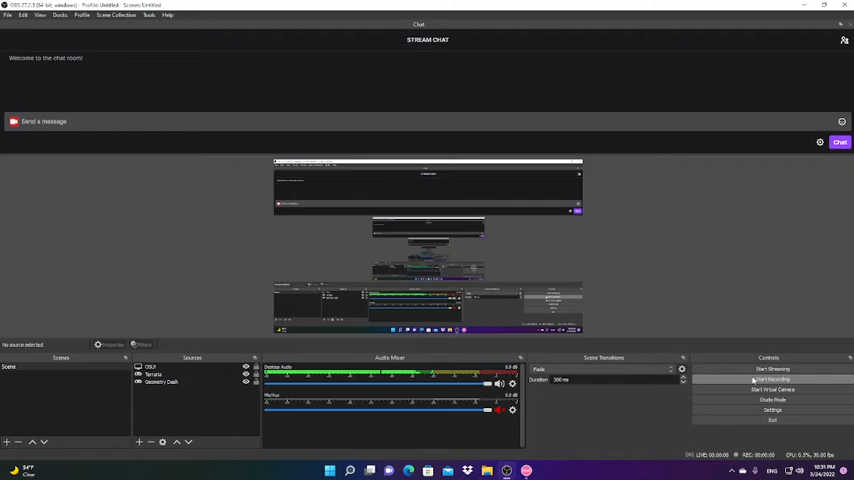 OBS 27.2.3 (64-bit, windows) - Profile: Untitled - Scenes: Untitled
File Edit View Docks Profile Scene Collection Tools Help
Chat
STREAM CHAT
Welcome to the chat room!
Send a message
Chat
No source selected Properties Filters
Scenes Sources Audio Mixer Scene Transitions Controls
Scene
OSU!
Terraria
Geometry Dash
Desktop Audio 0.0 dB
Mic/Aux 0.0 dB
Fade
Duration 300 ms
Start Streaming
Start Recording
Start Virtual Camera
Studio Mode
Settings
Exit
LIVE: 00:00:00 REC: 00:00:00 CPU: 0.5%, 30.00 fps
54°F
Clear
ENG
10:31 PM
3/24/2022